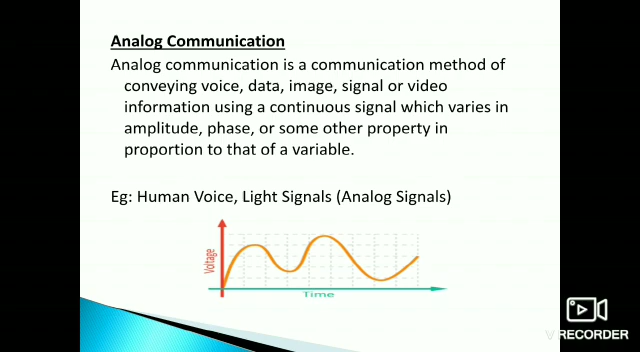 Analog Communication
Analog communication is a communication method of
conveying voice, data, image, signal or video
information using a continuous signal which varies in
amplitude, phase, or some other property in
proportion to that of a variable.
Eg: Human Voice, Light Signals (Analog Signals)
Voltage
Time
V RECORDER